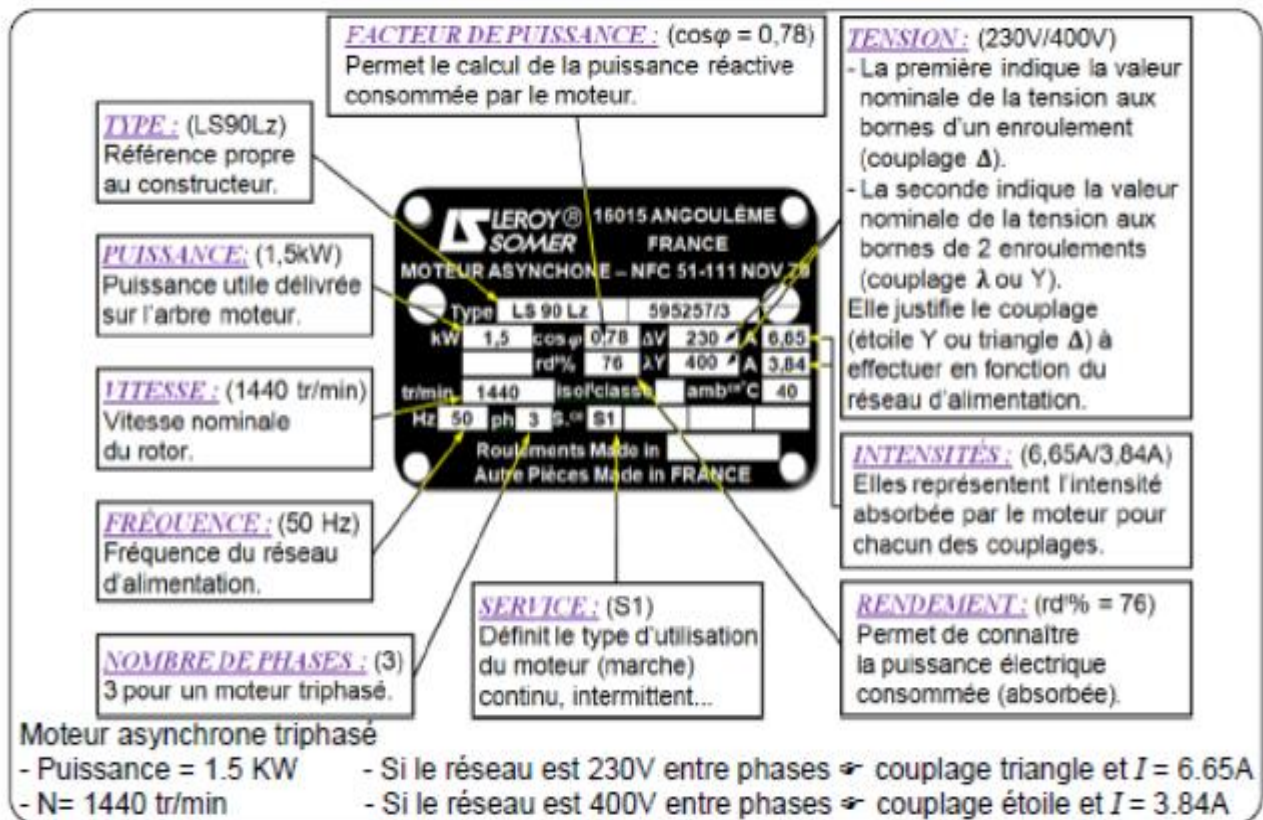 FACTEUR DE PUISSANCE : (cosφ = 0,78)
Permet le calcul de la puissance réactive
consommée par le moteur.
TENSION : (230V/400V)
- La première indique la valeur
nominale de la tension aux
bornes d'un enroulement
(couplage Δ).
- La seconde indique la valeur
nominale de la tension aux
bornes de 2 enroulements
(couplage λ ou Y).
Elle justifie le couplage
(étoile Y ou triangle Δ) à
effectuer en fonction du
réseau d'alimentation.
TYPE : (LS90Lz)
Référence propre
au constructeur.
PUISSANCE: (1,5kW)
Puissance utile délivrée
sur l'arbre moteur.
VITESSE : (1440 tr/min)
Vitesse nominale
du rotor.
FRÉQUENCE : (50 Hz)
Fréquence du réseau
d'alimentation.
NOMBRE DE PHASES : (3)
3 pour un moteur triphasé.
LS LEROY® 16015 ANGOULÊME
SOMER FRANCE
MOTEUR ASYNCHONE – NFC 51-111 NOV 79
Type LS 90 Lz 595257/3
kW 1,5 cosφ 0,78 ΔV 230 A 6,65
rdt% 76 λY 400 A 3,84
tr/min 1440 isolt classe ambce °C 40
Hz 50 ph 3 S.ce S1
Roulements Made in
Autre Pièces Made in FRANCE
SERVICE : (S1)
Définit le type d'utilisation
du moteur (marche)
continu, intermittent...
INTENSITÉS : (6,65A/3,84A)
Elles représentent l'intensité
absorbée par le moteur pour
chacun des couplages.
RENDEMENT : (rdt% = 76)
Permet de connaître
la puissance électrique
consommée (absorbée).
Moteur asynchrone triphasé
- Puissance = 1.5 KW - Si le réseau est 230V entre phases ☛ couplage triangle et I = 6.65A
- N= 1440 tr/min - Si le réseau est 400V entre phases ☛ couplage étoile et I = 3.84A